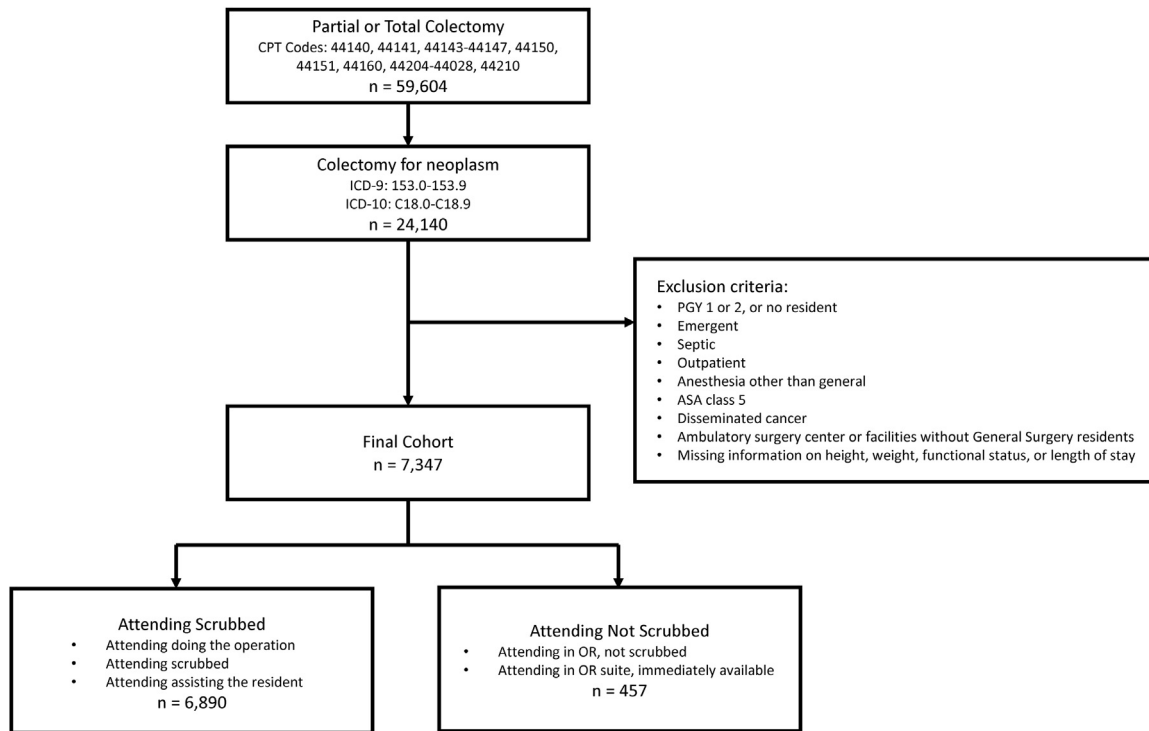 Partial or Total Colectomy
CPT Codes: 44140, 44141, 44143-44147, 44150,
44151, 44160, 44204-44028, 44210
n = 59,604
Colectomy for neoplasm
ICD-9: 153.0-153.9
ICD-10: C18.0-C18.9
n = 24,140
Exclusion criteria:
• PGY 1 or 2, or no resident
• Emergent
• Septic
• Outpatient
• Anesthesia other than general
• ASA class 5
• Disseminated cancer
• Ambulatory surgery center or facilities without General Surgery residents
• Missing information on height, weight, functional status, or length of stay
Final Cohort
n = 7,347
Attending Scrubbed
• Attending doing the operation
• Attending scrubbed
• Attending assisting the resident
n = 6,890
Attending Not Scrubbed
• Attending in OR, not scrubbed
• Attending in OR suite, immediately available
n = 457